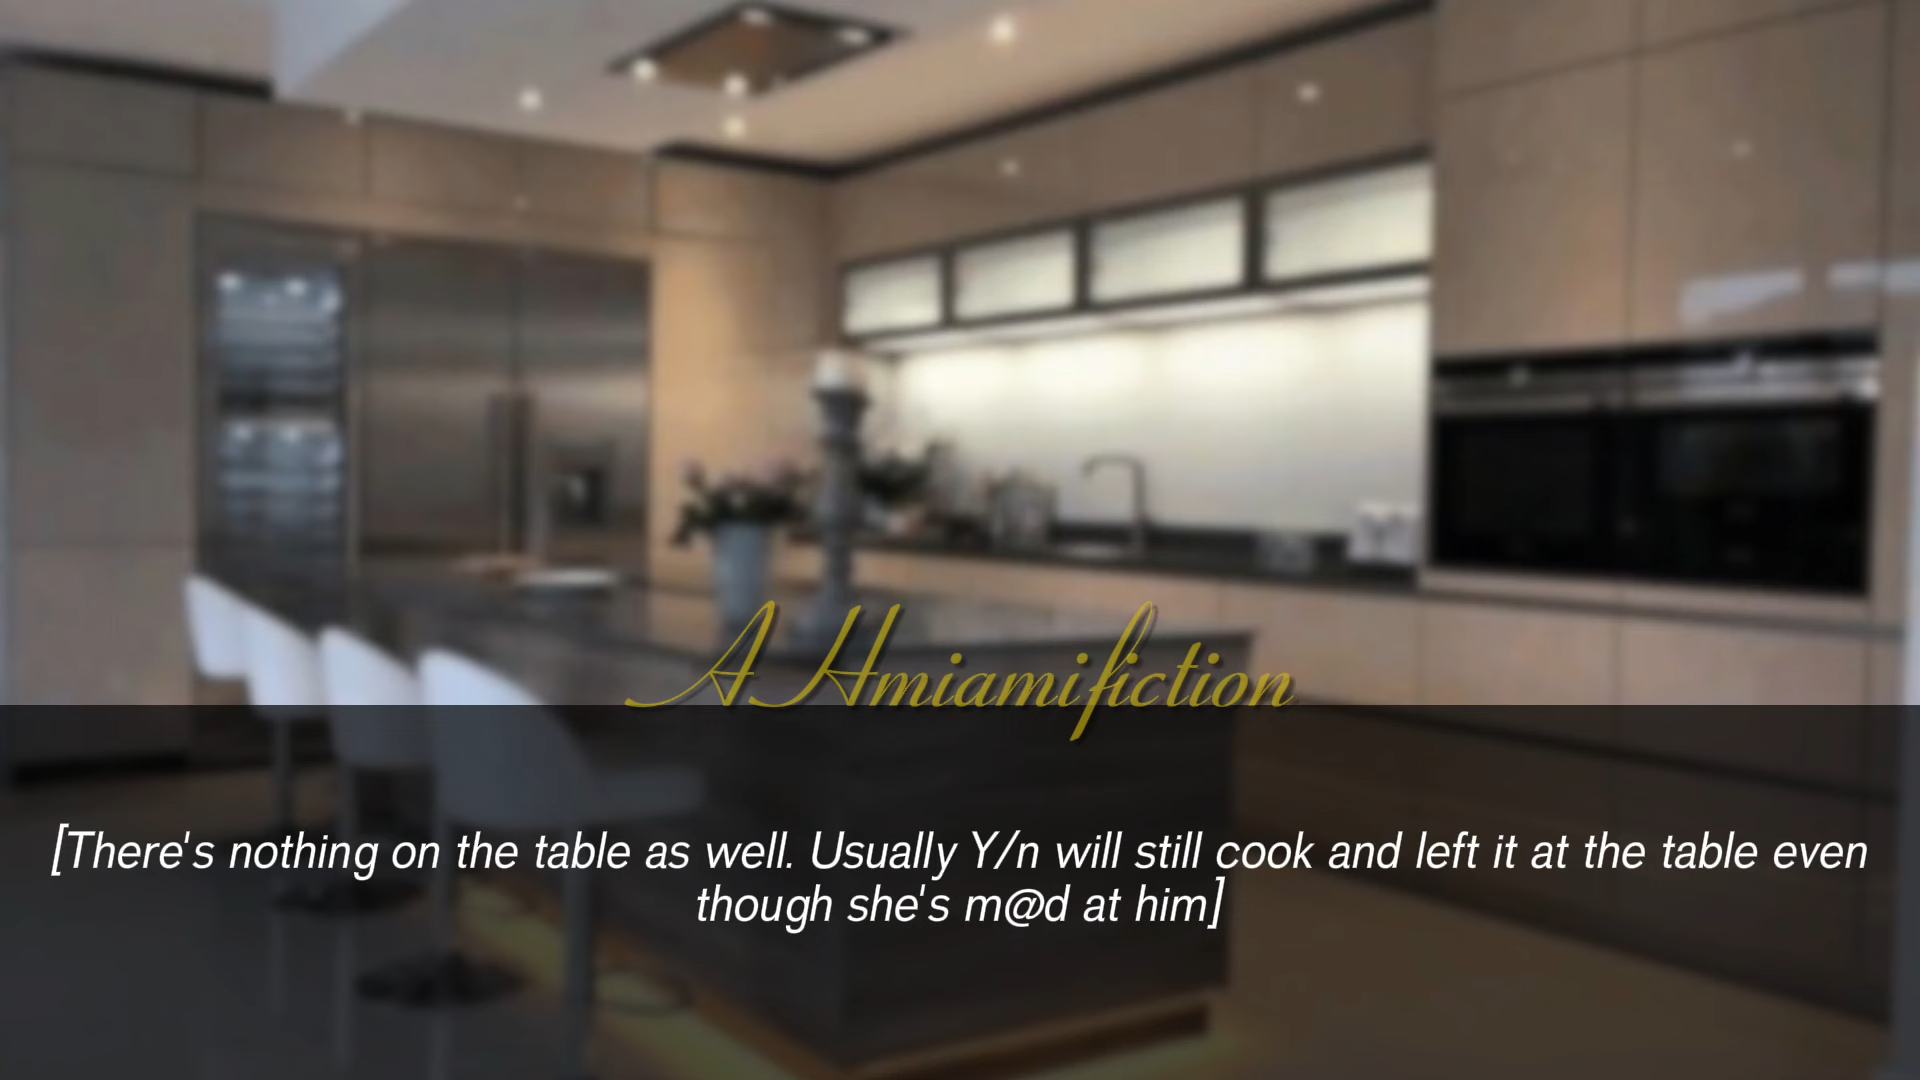 A Hmiamifiction
[There's nothing on the table as well. Usually Y/n will still cook and left it at the table even
though she's m@d at him]